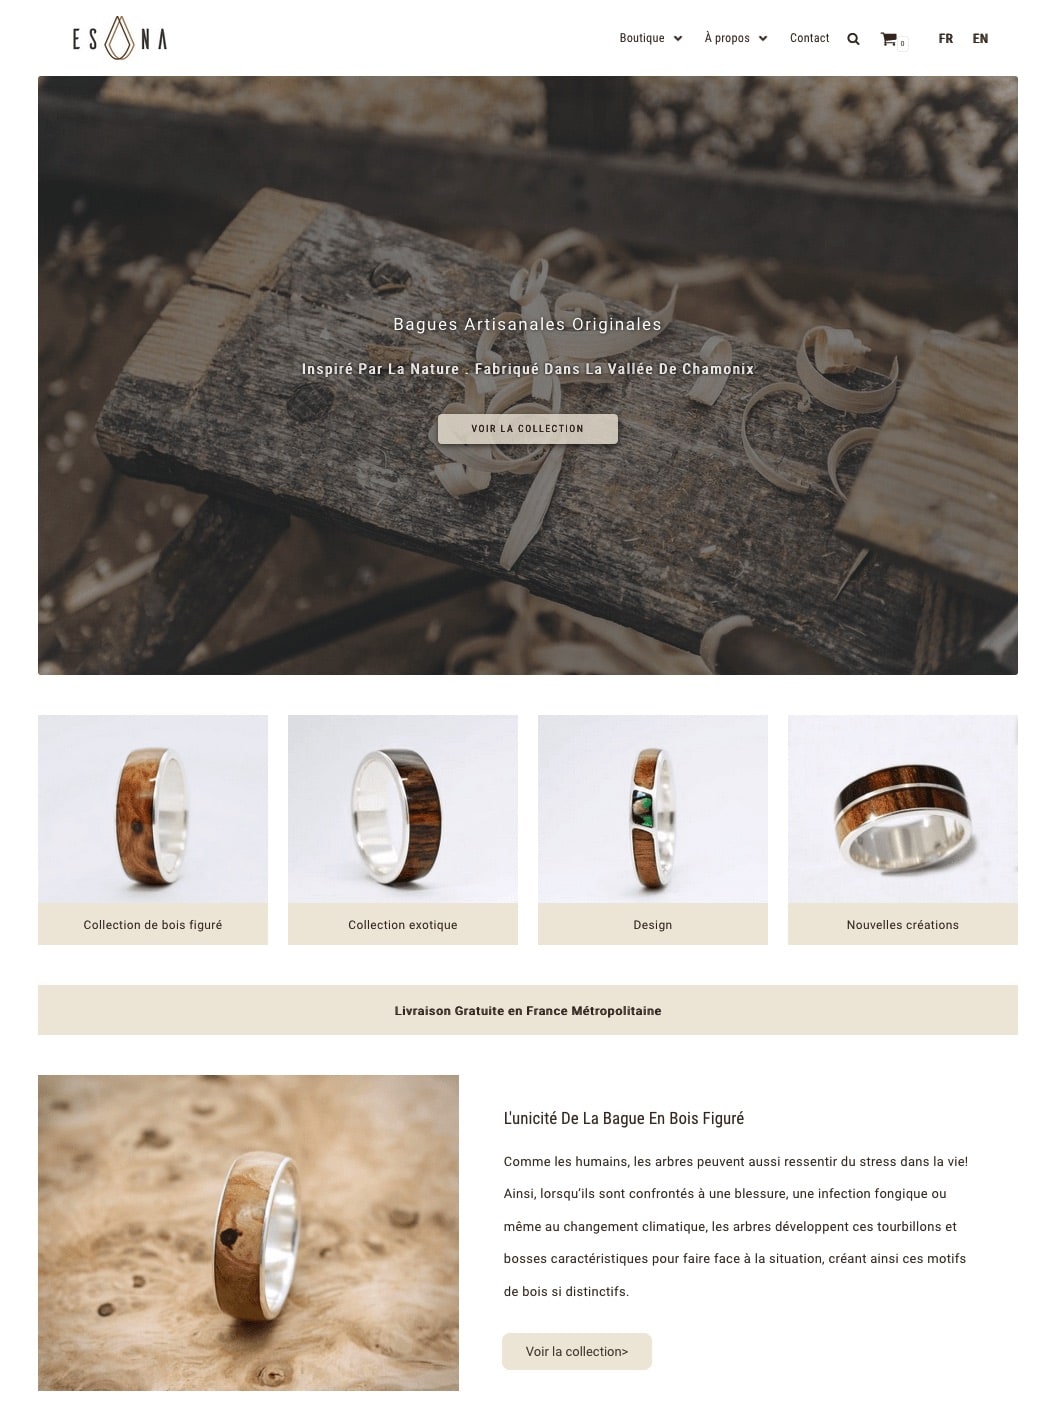 ES NA
Boutique
À propos
Contact
0
FR
EN
Bagues Artisanales Originales
Inspiré Par La Nature . Fabriqué Dans La Vallée De Chamonix
VOIR LA COLLECTION
Collection de bois figuré
Collection exotique
Design
Nouvelles créations
Livraison Gratuite en France Métropolitaine
L'unicité De La Bague En Bois Figuré
Comme les humains, les arbres peuvent aussi ressentir du stress dans la vie!
Ainsi, lorsqu’ils sont confrontés à une blessure, une infection fongique ou
même au changement climatique, les arbres développent ces tourbillons et
bosses caractéristiques pour faire face à la situation, créant ainsi ces motifs
de bois si distinctifs.
Voir la collection>